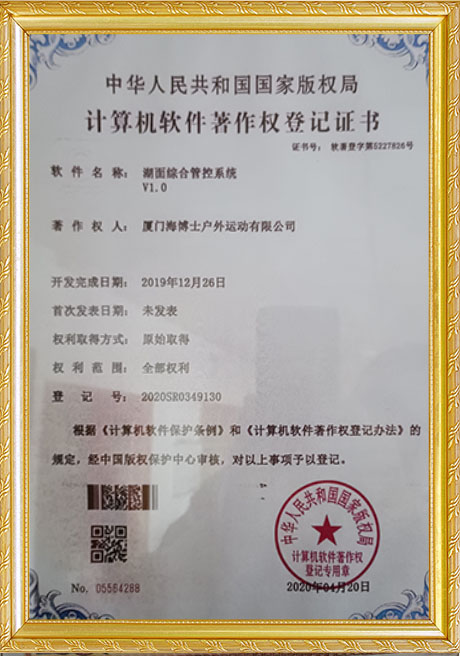 中华人民共和国国家版权局
计算机软件著作权登记证书
证书号： 软著登字第5227826号
软件名称： 湖面综合管控系统
V1.0
著作权人： 厦门海博士户外运动有限公司
开发完成日期： 2019年12月26日
首次发表日期： 未发表
权利取得方式： 原始取得
权利范围： 全部权利
登记号： 2020SR0349130
根据《计算机软件保护条例》和《计算机软件著作权登记办法》的
规定，经中国版权保护中心审核，对以上事项予以登记。
中华人民共和国国家版权局
计算机软件著作权
登记专用章
No. 05564288
2020年04月20日